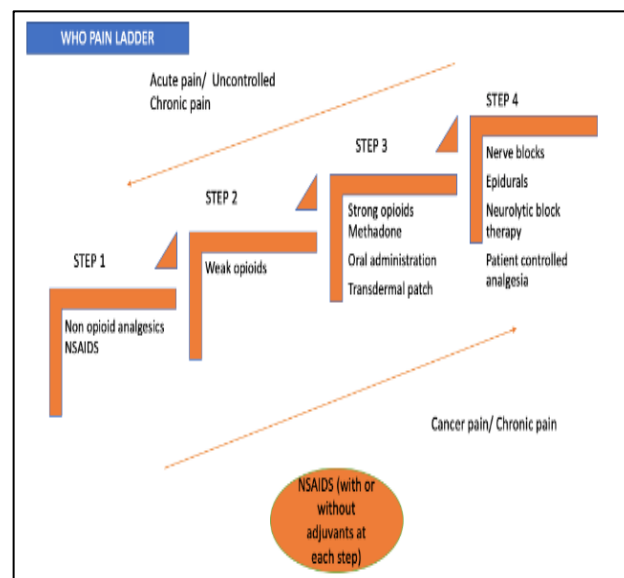 WHO PAIN LADDER
Acute pain/ Uncontrolled
Chronic pain
STEP 4
Nerve blocks
Epidurals
Neurolytic block
therapy
Patient controlled
analgesia
STEP 3
Strong opioids
Methadone
Oral administration
Transdermal patch
STEP 2
Weak opioids
STEP 1
Non opioid analgesics
NSAIDS
Cancer pain/ Chronic pain
NSAIDS (with or
without
adjuvants at
each step)